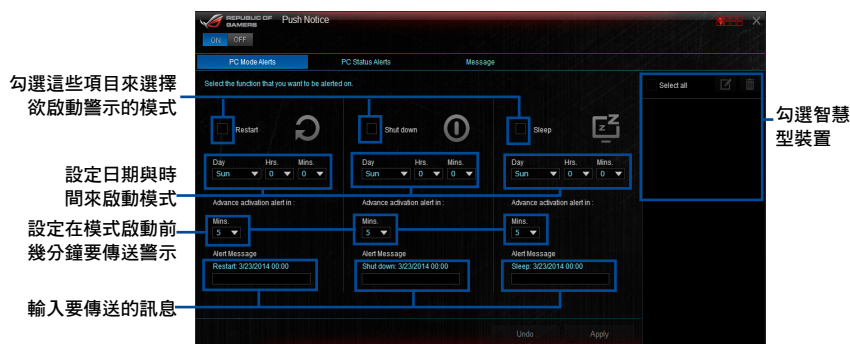 REPUBLIC OF
GAMERS
Push Notice
ON OFF
PC Mode Alerts PC Status Alerts Message
Select the function that you want to be alerted on.
Select all
勾選這些項目來選擇
欲啟動警示的模式
Restart Shut down Sleep
勾選智慧
型裝置
設定日期與時
間來啟動模式
Day Hrs. Mins. Day Hrs. Mins. Day Hrs. Mins.
Sun 0 0 Sun 0 0 Sun 0 0
Advance activation alert in : Advance activation alert in : Advance activation alert in :
設定在模式啟動前
幾分鐘要傳送警示
Mins. Mins. Mins.
5 5 5
Alert Message Alert Message Alert Message
Restart: 3/23/2014 00:00 Shut down: 3/23/2014 00:00 Sleep: 3/23/2014 00:00
輸入要傳送的訊息
Undo Apply